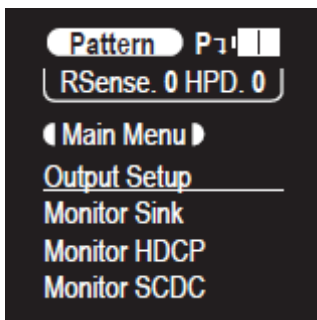 Pattern P
RSense. 0 HPD. 0
Main Menu
Output Setup
Monitor Sink
Monitor HDCP
Monitor SCDC